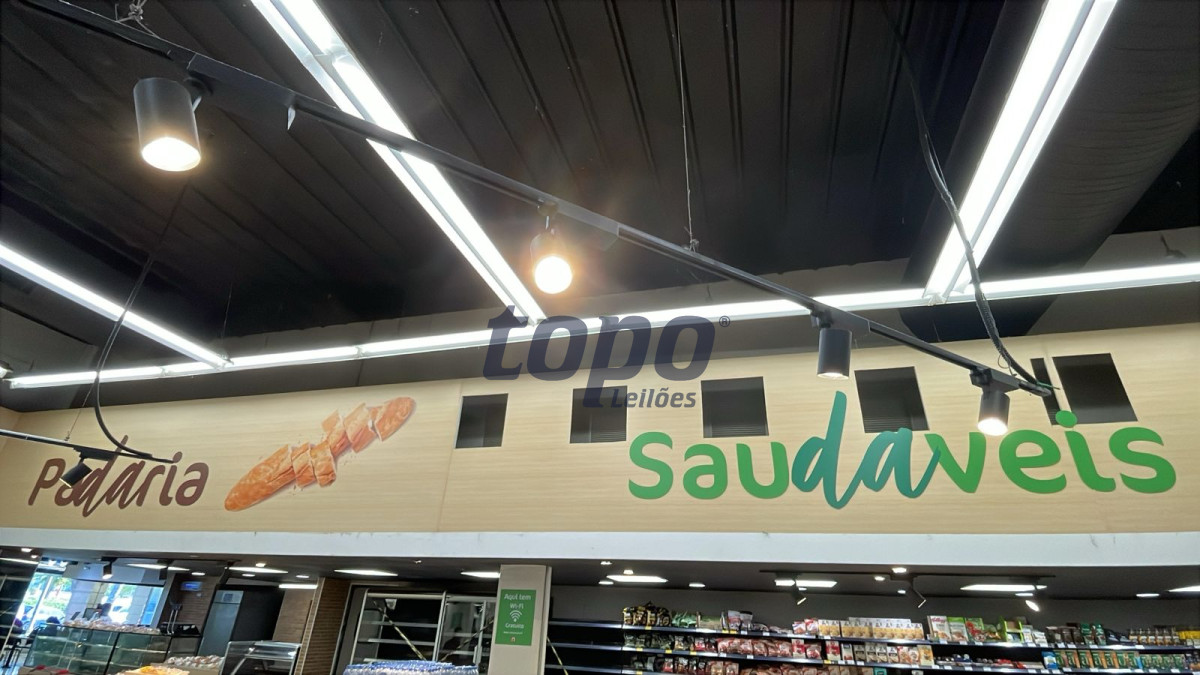 topo®
Leilões
Padaria
Saudaveis
Aqui tem
Wi-Fi
Gratuito